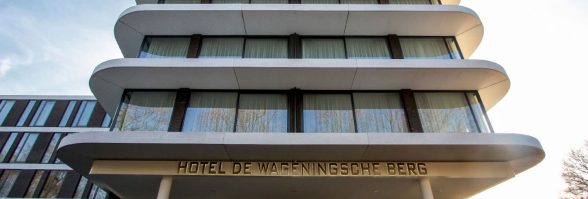 HOTEL DE WAGENINGSCHE BERG